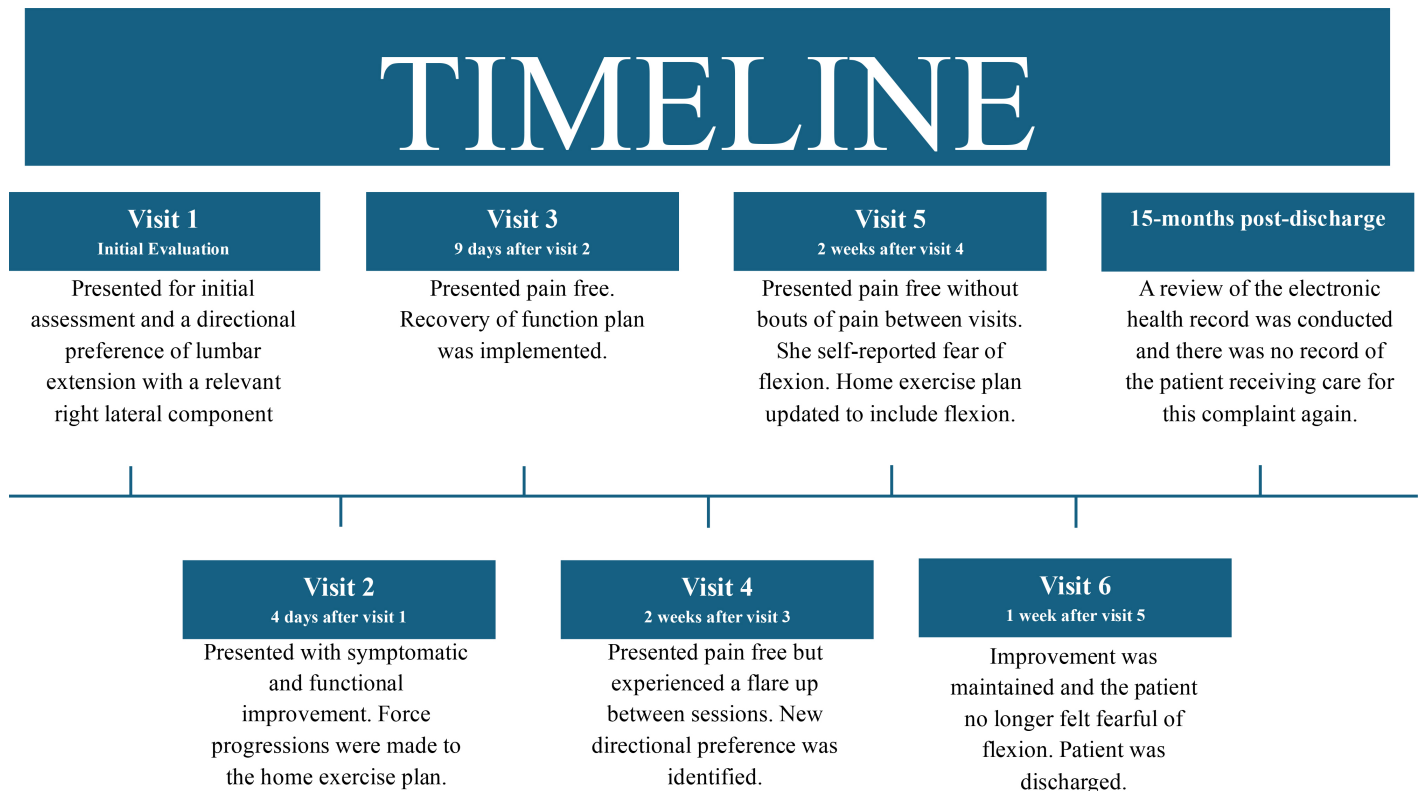 TIMELINE
Visit 1
Initial Evaluation
Presented for initial
assessment and a directional
preference of lumbar
extension with a relevant
right lateral component
Visit 3
9 days after visit 2
Presented pain free.
Recovery of function plan
was implemented.
Visit 5
2 weeks after visit 4
Presented pain free without
bouts of pain between visits.
She self-reported fear of
flexion. Home exercise plan
updated to include flexion.
15-months post-discharge
A review of the electronic
health record was conducted
and there was no record of
the patient receiving care for
this complaint again.
Visit 2
4 days after visit 1
Presented with symptomatic
and functional
improvement. Force
progressions were made to
the home exercise plan.
Visit 4
2 weeks after visit 3
Presented pain free but
experienced a flare up
between sessions. New
directional preference was
identified.
Visit 6
1 week after visit 5
Improvement was
maintained and the patient
no longer felt fearful of
flexion. Patient was
discharged.